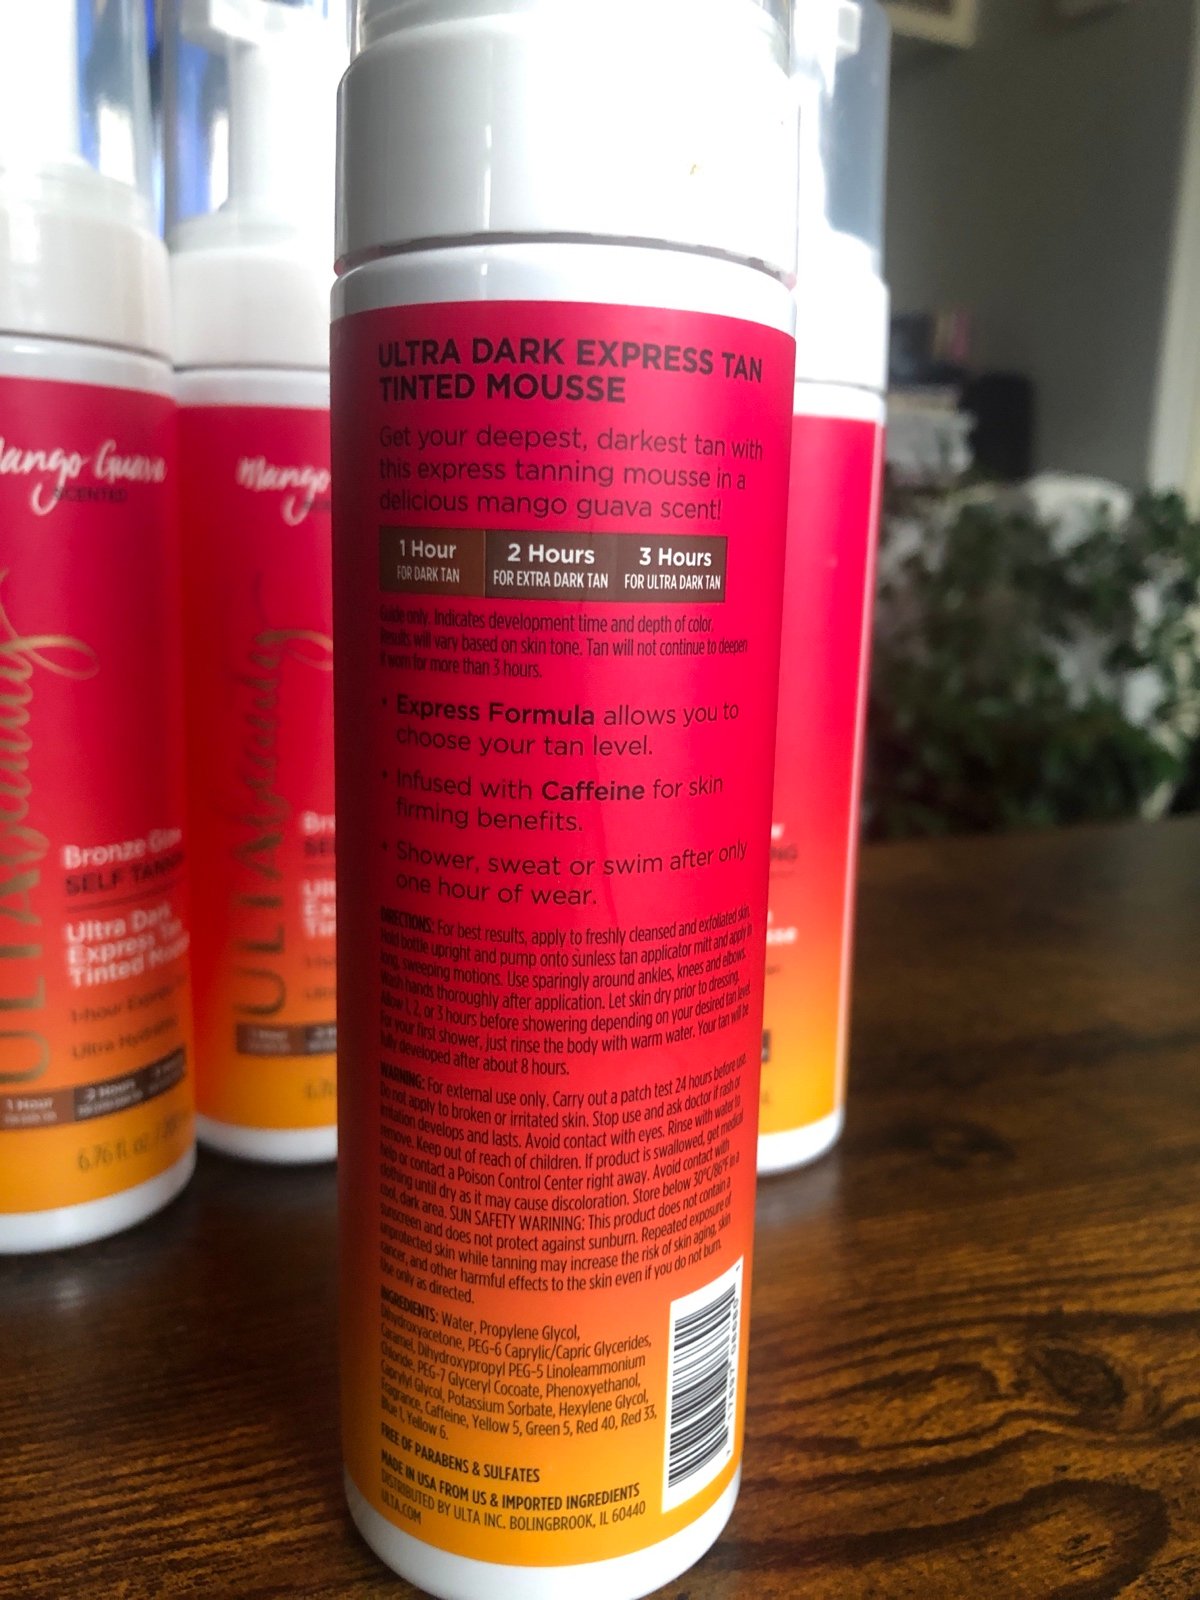 ULTRA DARK EXPRESS TAN
TINTED MOUSSE
Get your deepest, darkest tan with
this express tanning mousse in a
delicious mango guava scent!
1 Hour
FOR DARK TAN
2 Hours
FOR EXTRA DARK TAN
3 Hours
FOR ULTRA DARK TAN
Guide only. Indicates development time and depth of color.
Results will vary based on skin tone. Tan will not continue to deepen
if worn for more than 3 hours.
• Express Formula allows you to
choose your tan level.
• Infused with Caffeine for skin
firming benefits.
• Shower, sweat or swim after only
one hour of wear.
DIRECTIONS: For best results, apply to freshly cleansed and exfoliated skin.
Hold bottle upright and pump onto sunless tan applicator mitt and apply in
long, sweeping motions. Use sparingly around ankles, knees and elbows.
Wash hands thoroughly after application. Let skin dry prior to dressing.
Allow 1, 2, or 3 hours before showering depending on your desired tan level.
For your first shower, just rinse the body with warm water. Your tan will be
fully developed after about 8 hours.
WARNING: For external use only. Carry out a patch test 24 hours before use.
Do not apply to broken or irritated skin. Stop use and ask doctor if rash or
irritation develops and lasts. Avoid contact with eyes. Rinse with water to
remove. Keep out of reach of children. If product is swallowed, get medical
help or contact a Poison Control Center right away. Avoid contact with
clothing until dry as it may cause discoloration. Store below 30°C/86°F in a
cool, dark area. SUN SAFETY WARINING: This product does not contain a
sunscreen and does not protect against sunburn. Repeated exposure of
unprotected skin while tanning may increase the risk of skin aging, skin
cancer, and other harmful effects to the skin even if you do not burn.
Use only as directed.
INGREDIENTS: Water, Propylene Glycol,
Dihydroxyacetone, PEG-6 Caprylic/Capric Glycerides,
Caramel, Dihydroxypropyl PEG-5 Linoleammonium
Chloride, PEG-7 Glyceryl Cocoate, Phenoxyethanol,
Caprylyl Glycol, Potassium Sorbate, Hexylene Glycol,
Fragrance, Caffeine, Yellow 5, Green 5, Red 40, Red 33,
Blue 1, Yellow 6.
FREE OF PARABENS & SULFATES
MADE IN USA FROM US & IMPORTED INGREDIENTS
DISTRIBUTED BY ULTA INC. BOLINGBROOK, IL 60440
ULTA.COM
Mango Guava
SCENTED
ULTA Beauty
Bronze Glow
SELF
Ultra Dark
Express Tan
Tinted
1-hour Express
Ultra Hydrating
1 Hour
2 Hours
6.76 fl. oz.
Mango
ULTA Beauty